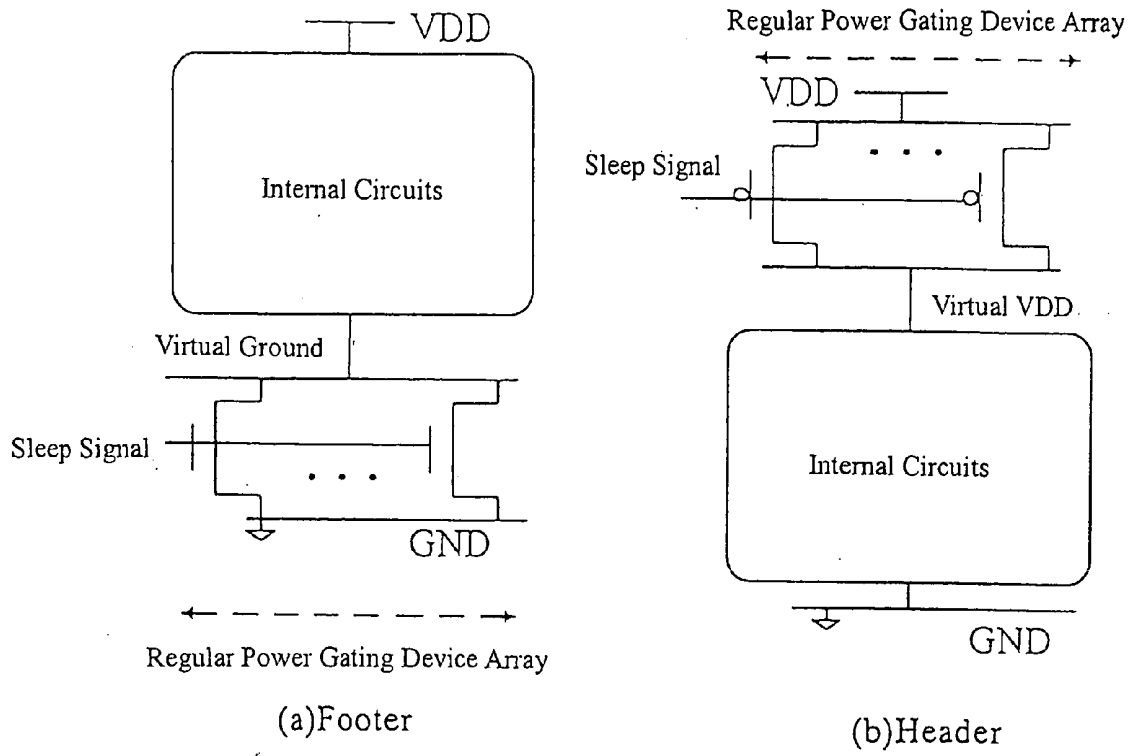 VDD
Internal Circuits
Virtual Ground
Sleep Signal
• • •
GND
Regular Power Gating Device Array
(a)Footer
Regular Power Gating Device Array
VDD
• • •
Sleep Signal
Virtual VDD
Internal Circuits
GND
(b)Header